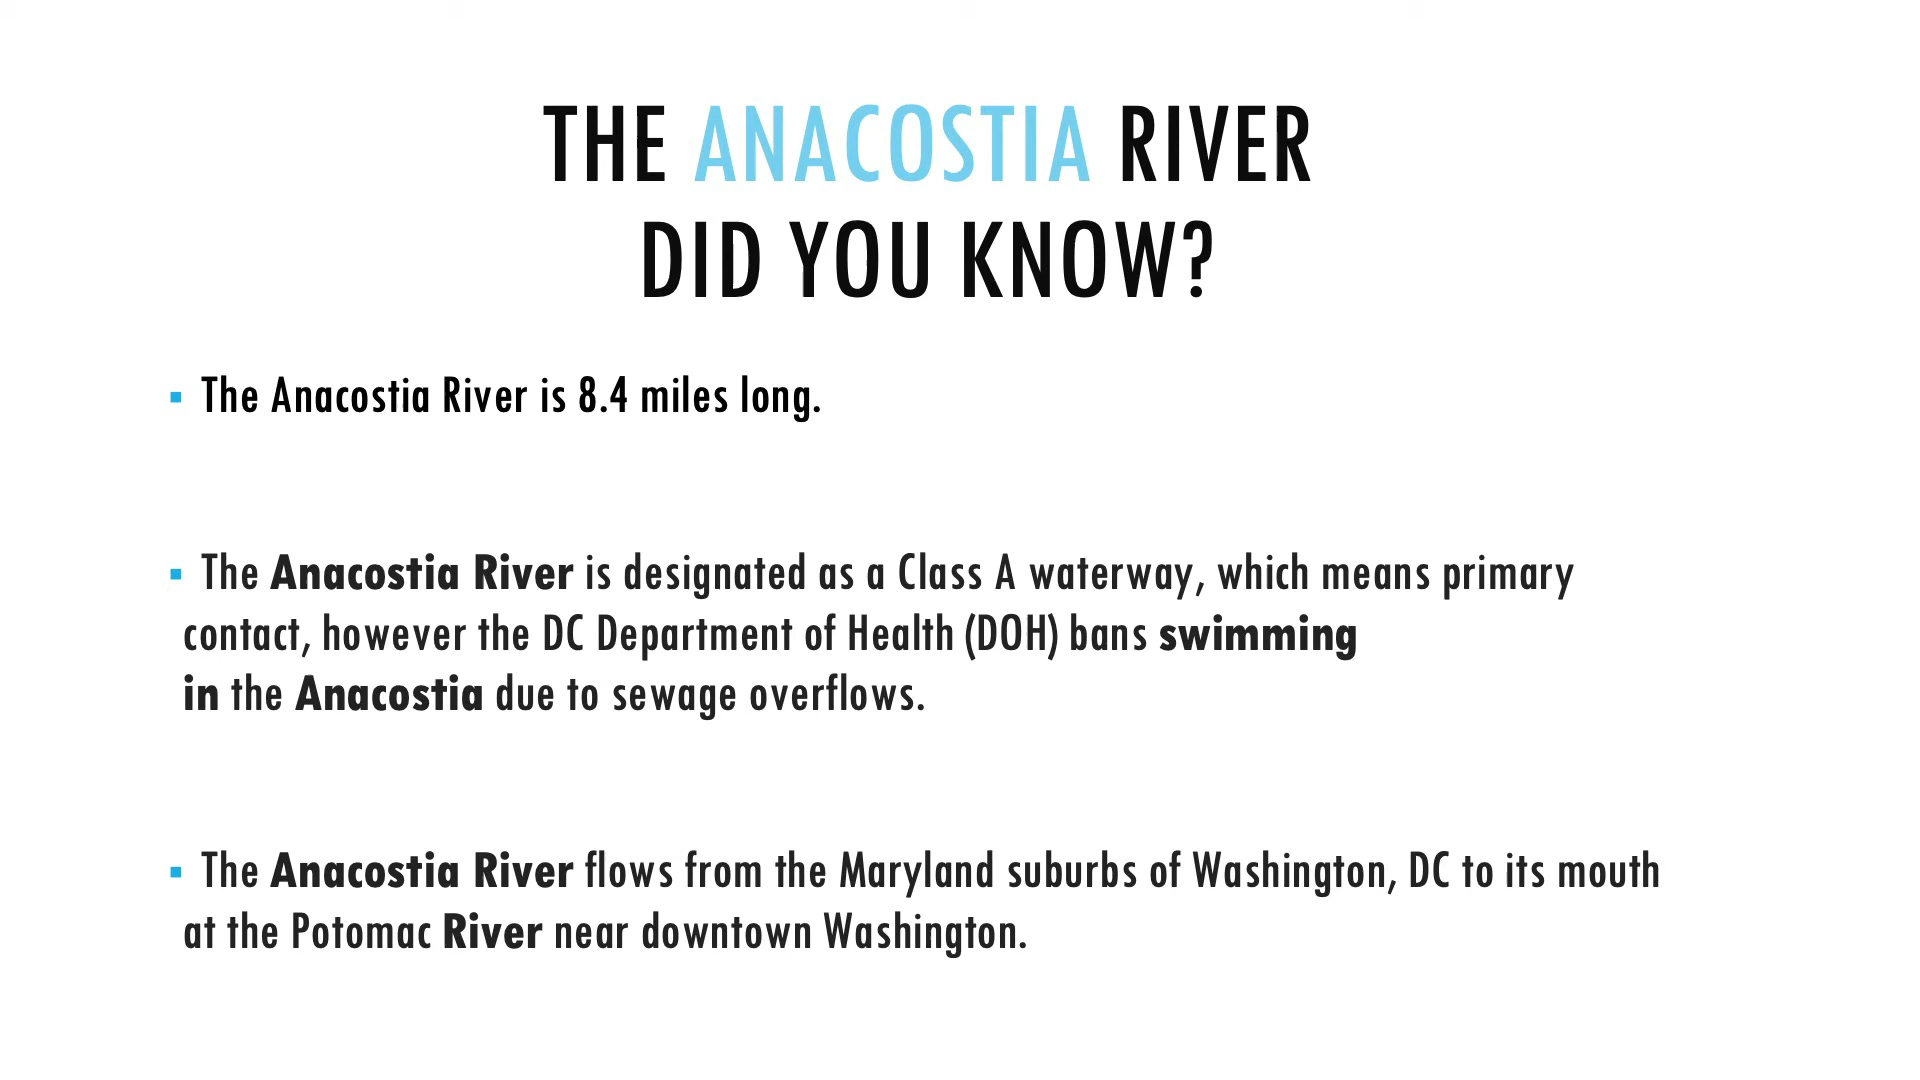 THE ANACOSTIA RIVER
DID YOU KNOW?
▪ The Anacostia River is 8.4 miles long.
▪ The Anacostia River is designated as a Class A waterway, which means primary
contact, however the DC Department of Health (DOH) bans swimming
in the Anacostia due to sewage overflows.
▪ The Anacostia River flows from the Maryland suburbs of Washington, DC to its mouth
at the Potomac River near downtown Washington.